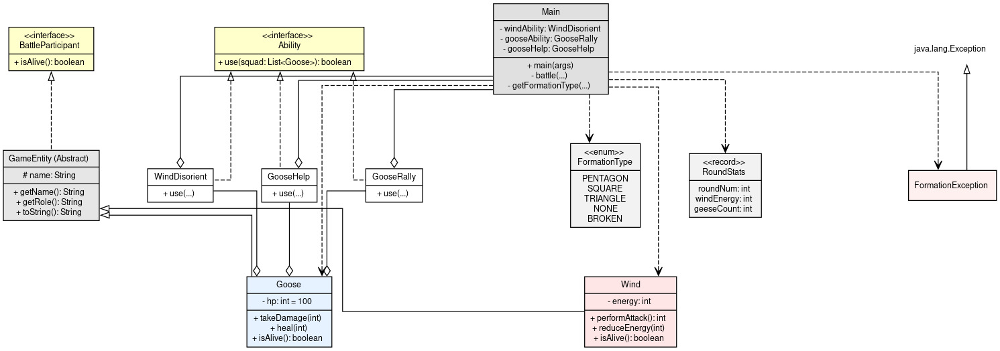 Main
- windAbility: WindDisorient
- gooseAbility: GooseRally
- gooseHelp: GooseHelp
+ main(args)
- battle(...)
- getFormationType(...)
<<interface>>
BattleParticipant
+ isAlive(): boolean
<<interface>>
Ability
+ use(squad: List<Goose>): boolean
java.lang.Exception
GameEntity (Abstract)
# name: String
+ getName(): String
+ getRole(): String
+ toString(): String
WindDisorient
+ use(...)
GooseHelp
+ use(...)
GooseRally
+ use(...)
<<enum>>
FormationType
PENTAGON
SQUARE
TRIANGLE
NONE
BROKEN
<<record>>
RoundStats
roundNum: int
windEnergy: int
geeseCount: int
FormationException
Goose
- hp: int = 100
+ takeDamage(int)
+ heal(int)
+ isAlive(): boolean
Wind
- energy: int
+ performAttack(): int
+ reduceEnergy(int)
+ isAlive(): boolean